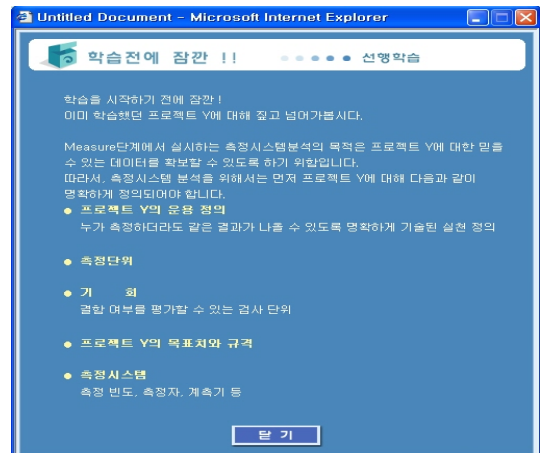 Untitled Document - Microsoft Internet Explorer
학습전에 잠깐 !! 선행학습
학습을 시작하기 전에 잠깐 !
이미 학습했던 프로젝트 Y에 대해 짚고 넘어가봅시다.
Measure단계에서 실시하는 측정시스템분석의 목적은 프로젝트 Y에 대한 믿을
수 있는 데이터를 확보할 수 있도록 하기 위함입니다.
따라서, 측정시스템 분석을 위해서는 먼저 프로젝트 Y에 대해 다음과 같이
명확하게 정의되어야 합니다.
● 프로젝트 Y의 운용 정의
누가 측정하더라도 같은 결과가 나올 수 있도록 명확하게 기술된 실천 정의
● 측정단위
● 기 회
결함 여부를 평가할 수 있는 검사 단위
● 프로젝트 Y의 목표치와 규격
● 측정시스템
측정 빈도, 측정자, 계측기 등
닫 기